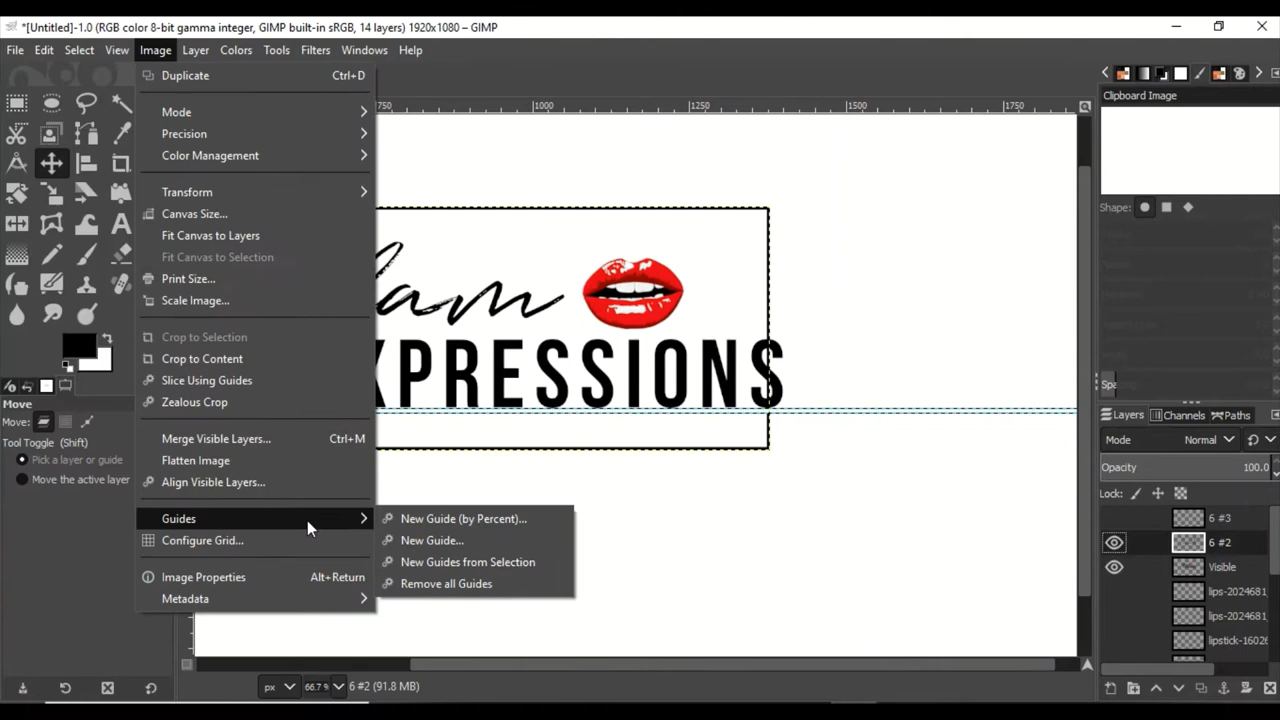 *[Untitled]-1.0 (RGB color 8-bit gamma integer, GIMP built-in sRGB, 14 layers) 1920x1080 – GIMP
File Edit Select View Image Layer Colors Tools Filters Windows Help
Duplicate Ctrl+D
Mode
Precision
Color Management
Transform
Canvas Size...
Fit Canvas to Layers
Fit Canvas to Selection
Print Size...
Scale Image...
Crop to Selection
Crop to Content
Slice Using Guides
Zealous Crop
Merge Visible Layers... Ctrl+M
Flatten Image
Align Visible Layers...
Guides
Configure Grid...
Image Properties Alt+Return
Metadata
New Guide (by Percent)...
New Guide...
New Guides from Selection
Remove all Guides
750 1000 1250 1500 1750
lam
XPRESSIONS
Move
Move:
Tool Toggle (Shift)
Pick a layer or guide
Move the active layer
px 66.7 % 6 #2 (91.8 MB)
Clipboard Image
Shape:
Spa
Layers Channels Paths
Mode Normal
Opacity 100.0
Lock:
6 #3
6 #2
Visible
lips-2024681_
lips-2024681_
lipstick-16026